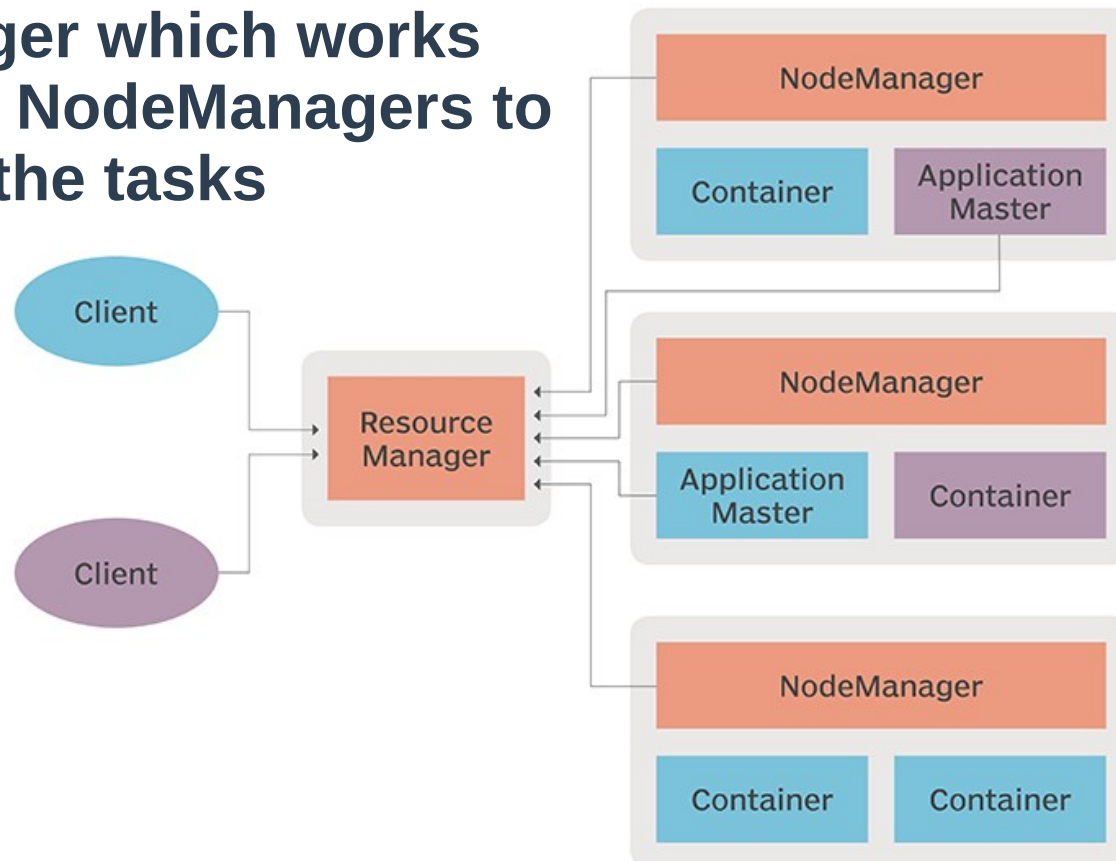 ger which works
NodeManagers to
the tasks
NodeManager
Container
Application
Master
Client
Resource
Manager
NodeManager
Application
Master
Container
Client
NodeManager
Container
Container